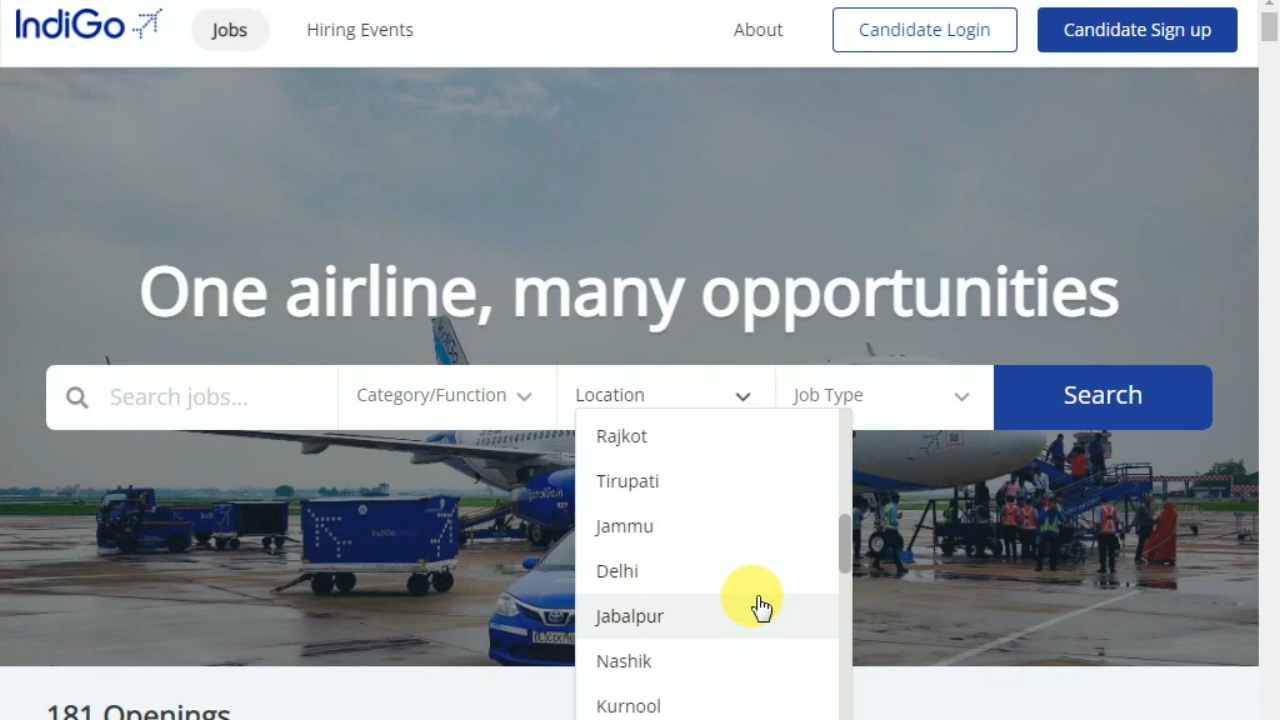 IndiGo
Jobs
Hiring Events
About
Candidate Login
Candidate Sign up
One airline, many opportunities
IndiGo
Search jobs...
Category/Function
Location
Job Type
Search
Rajkot
Tirupati
Jammu
Delhi
Jabalpur
Nashik
Kurnool
181 Openings